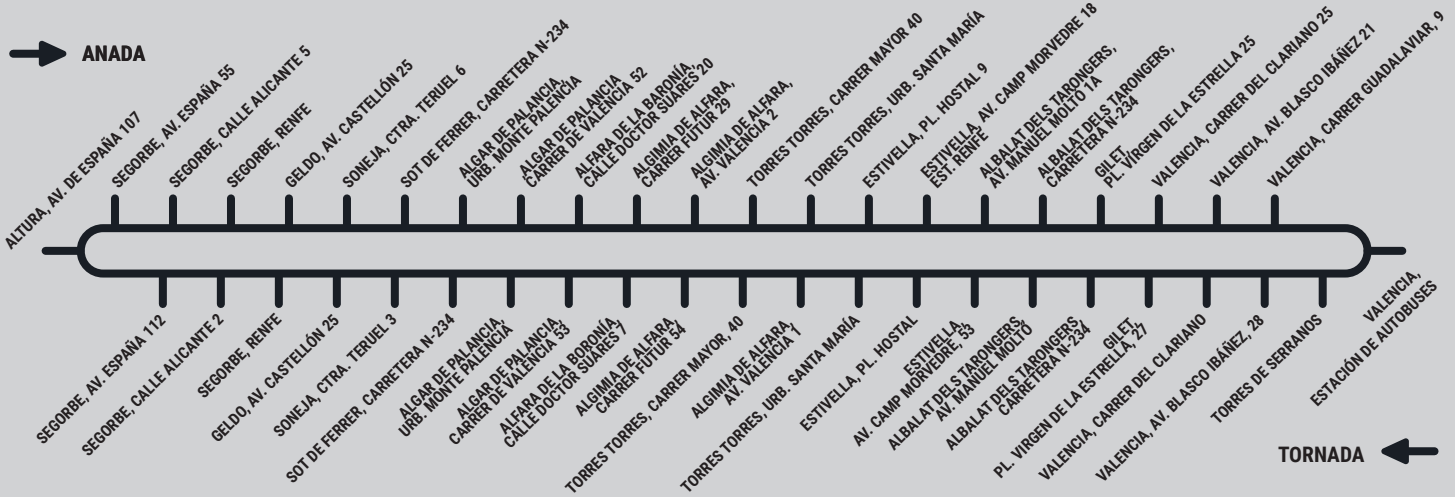 ANADA
ALTURA, AV. DE ESPAÑA 107
SEGORBE, AV. ESPAÑA 55
SEGORBE, CALLE ALICANTE 5
SEGORBE, RENFE
GELDO, AV. CASTELLÓN 25
SONEJA, CTRA. TERUEL 6
SOT DE FERRER, CARRETERA N-234
ALGAR DE PALANCIA,
URB. MONTE PALENCIA
ALGAR DE PALANCIA
CARRER DE VALÈNCIA 52
ALFARA DE LA BARONÍA,
CALLE DOCTOR SUÁRES 20
ALGIMIA DE ALFARA,
CARRER FUTUR 29
ALGIMIA DE ALFARA,
AV. VALENCIA 2
TORRES TORRES, CARRER MAYOR 40
TORRES TORRES, URB. SANTA MARÍA
ESTIVELLA, PL. HOSTAL 9
ESTIVELLA, AV. CAMP MORVEDRE 18
EST. RENFE
ALBALAT DELS TARONGERS,
AV. MANUEL MOLTO 1A
ALBALAT DELS TARONGERS,
CARRETERA N-234
GILET
PL. VIRGEN DE LA ESTRELLA 25
VALENCIA, CARRER DEL CLARIANO 25
VALENCIA, AV. BLASCO IBÁÑEZ 21
VALENCIA, CARRER GUADALAVIAR, 9
VALENCIA,
ESTACIÓN DE AUTOBUSES
SEGORBE, AV. ESPAÑA 112
SEGORBE, CALLE ALLICANTE 2
SEGORBE, RENFE
GELDO, AV. CASTELLÓN 25
SONEJA, CTRA. TERUEL 3
SOT DE FERRER, CARRETERA N-234
ALGAR DE PALANCIA,
URB. MONTE PALENCIA
ALGAR DE PALANCIA,
CARRER DE VALÈNCIA 53
ALFARA DE LA BORONÍA,
CALLE DOCTOR SUÁRES 7
ALGIMIA DE ALFARA,
CARRER FUTUR 54
TORRES TORRES, CARRER MAYOR, 40
ALGIMIA DE ALFARA,
AV. VALENCIA 1
TORRES TORRES, URB. SANTA MARÍA
ESTIVELLA, PL. HOSTAL
ESTIVELLA,
AV. CAMP MORVEDRE, 53
ALBALAT DELS TARONGERS,
AV. MANUEL MOLTÓ
ALBALAT DELS TARONGERS
CARRETERA N-234
GILET,
PL. VIRGEN DE LA ESTRELLA, 27
VALENCIA, CARRER DEL CLARIANO
VALENCIA, AV. BLASCO IBÁÑEZ, 28
TORRES DE SERRANOS
TORNADA